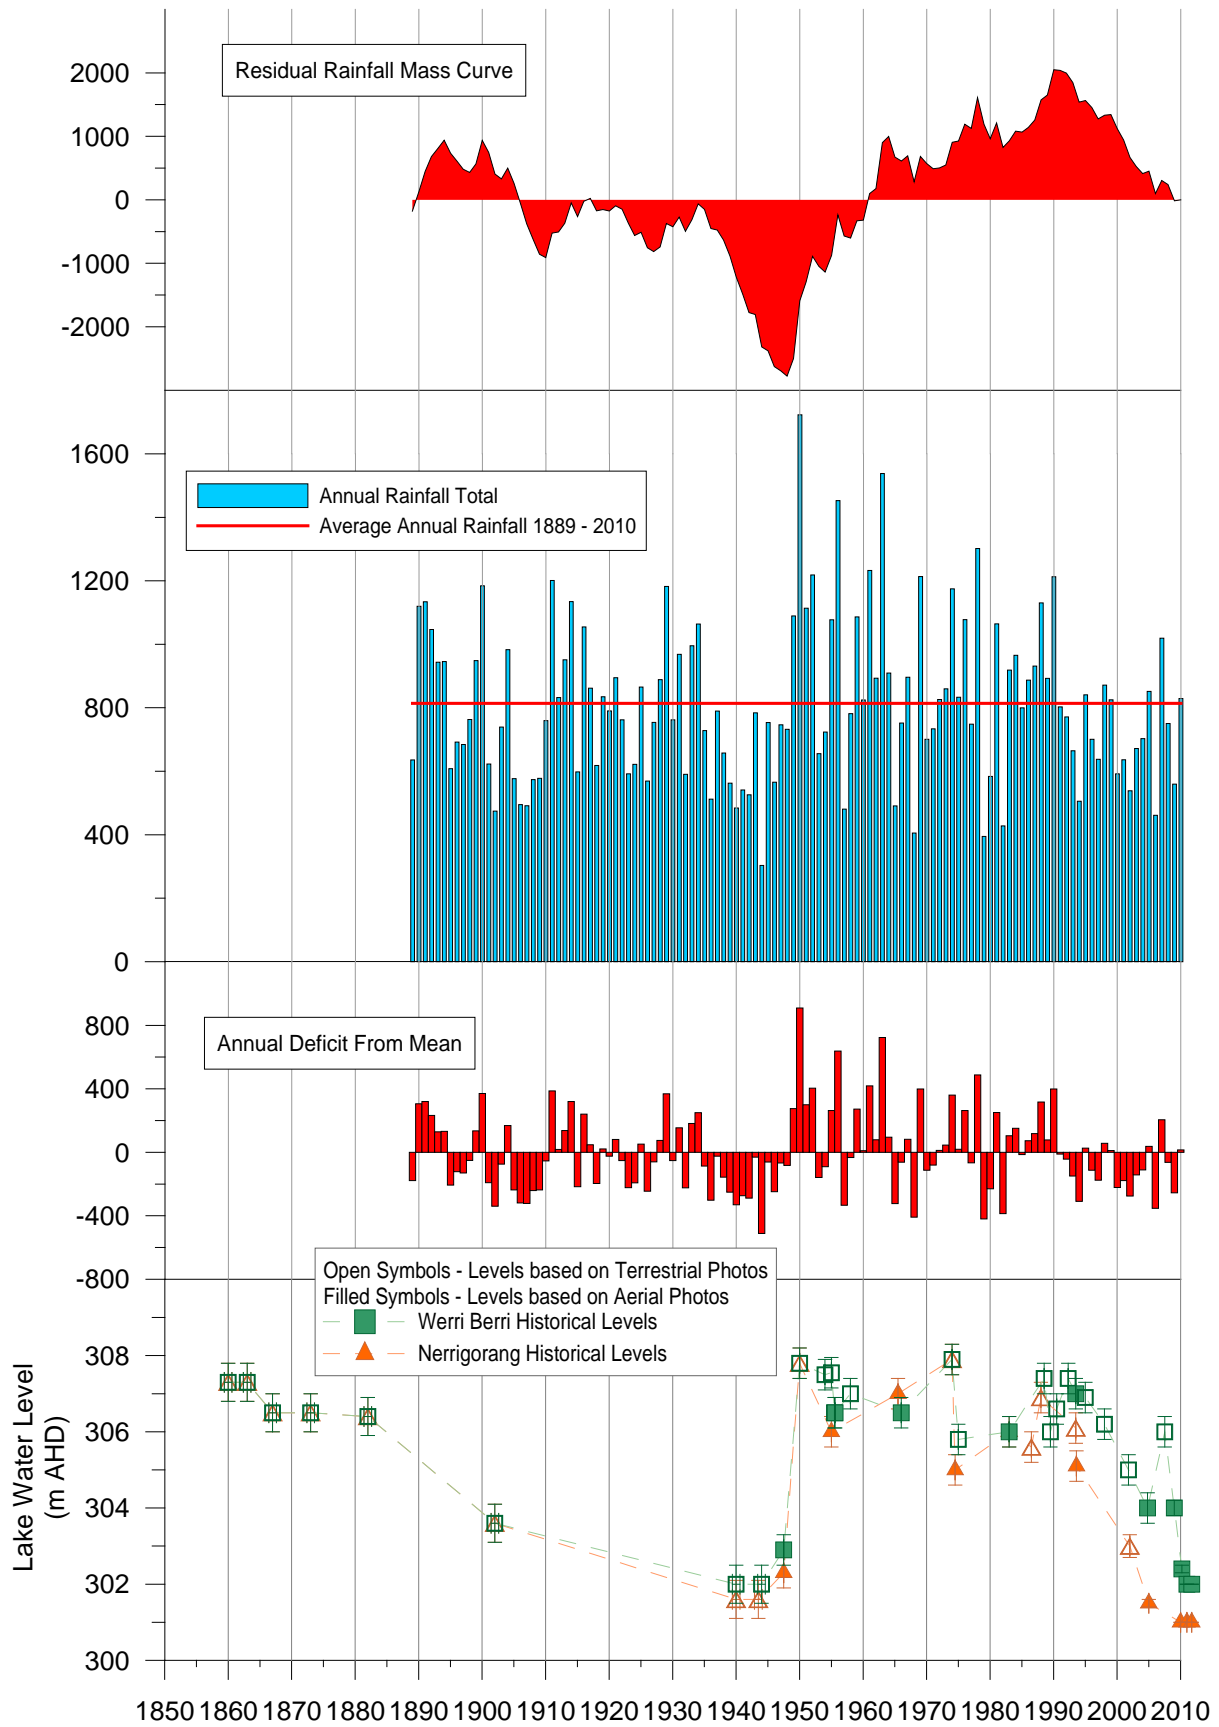 Residual Rainfall Mass Curve
2000
1000
0
-1000
-2000
1600
1200
800
400
0
Annual Rainfall Total
Average Annual Rainfall 1889 - 2010
800
400
0
-400
-800
Annual Deficit From Mean
Open Symbols - Levels based on Terrestrial Photos
Filled Symbols - Levels based on Aerial Photos
Werri Berri Historical Levels
Nerrigorang Historical Levels
Lake Water Level
(m AHD)
308
306
304
302
300
1850 1860 1870 1880 1890 1900 1910 1920 1930 1940 1950 1960 1970 1980 1990 2000 2010